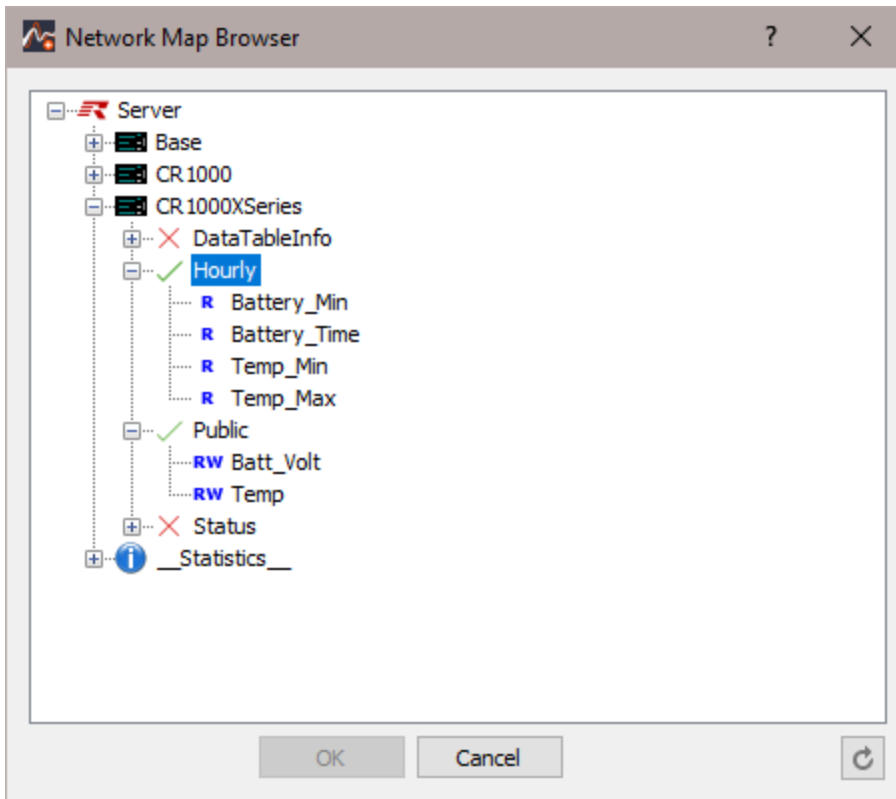 Network Map Browser ?
Server
Base
CR1000
CR1000XSeries
DataTableInfo
Hourly
R Battery_Min
R Battery_Time
R Temp_Min
R Temp_Max
Public
RW Batt_Volt
RW Temp
Status
__Statistics__
OK Cancel